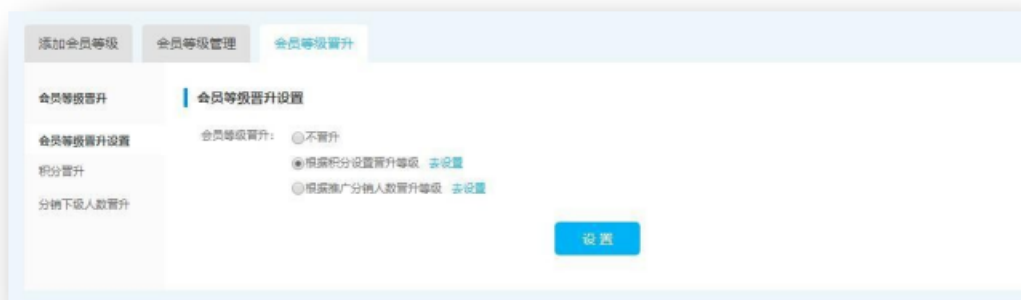 添加会员等级 会员等级管理 会员等级晋升
会员等级晋升
会员等级晋升设置
积分晋升
分销下级人数晋升
会员等级晋升设置
会员等级晋升： 不晋升
根据积分设置晋升等级 去设置
根据推广分销人数晋升等级 去设置
设置